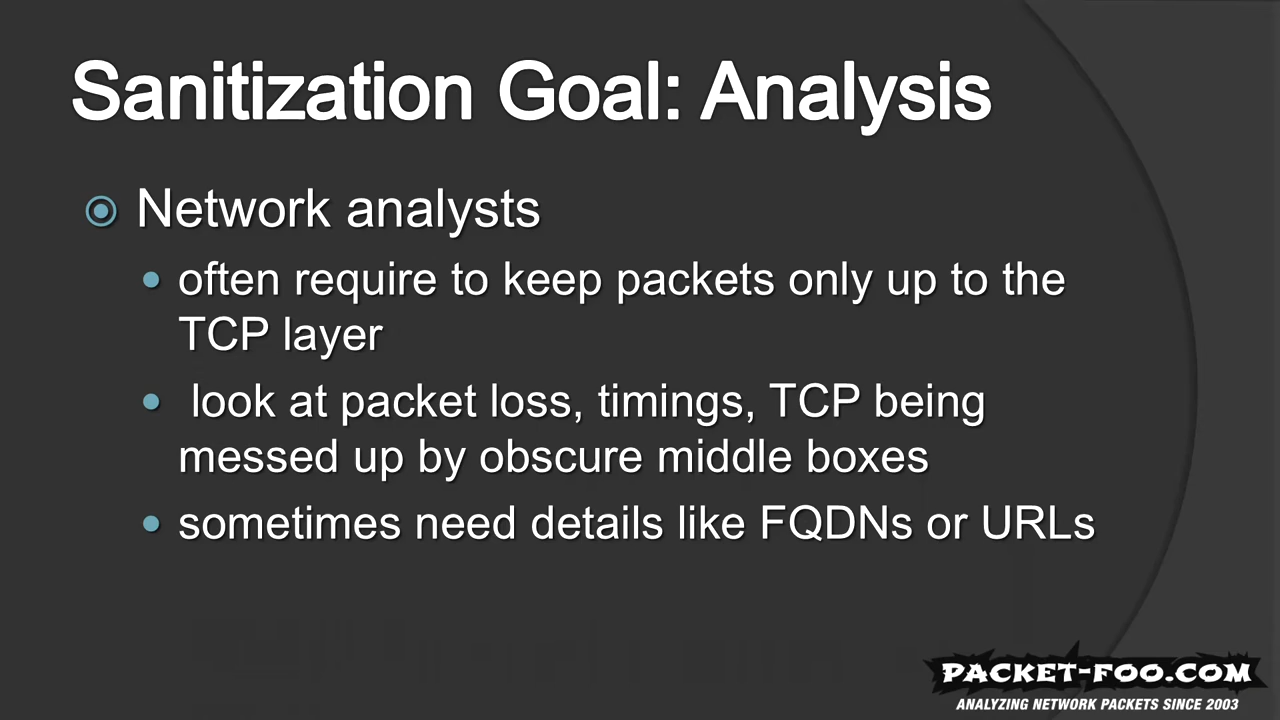 Sanitization Goal: Analysis
Network analysts
often require to keep packets only up to the
TCP layer
look at packet loss, timings, TCP being
messed up by obscure middle boxes
sometimes need details like FQDNs or URLs
PACKET-FOO.COM
ANALYZING NETWORK PACKETS SINCE 2003